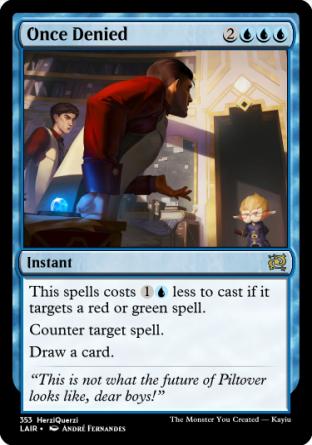 Once Denied 2
Instant
This spells costs 1 less to cast if it
targets a red or green spell.
Counter target spell.
Draw a card.
“This is not what the future of Piltover
looks like, dear boys!”
353 HerziQuerzi
The Monster You Created — Kayiu
LAIR • André Fernandes